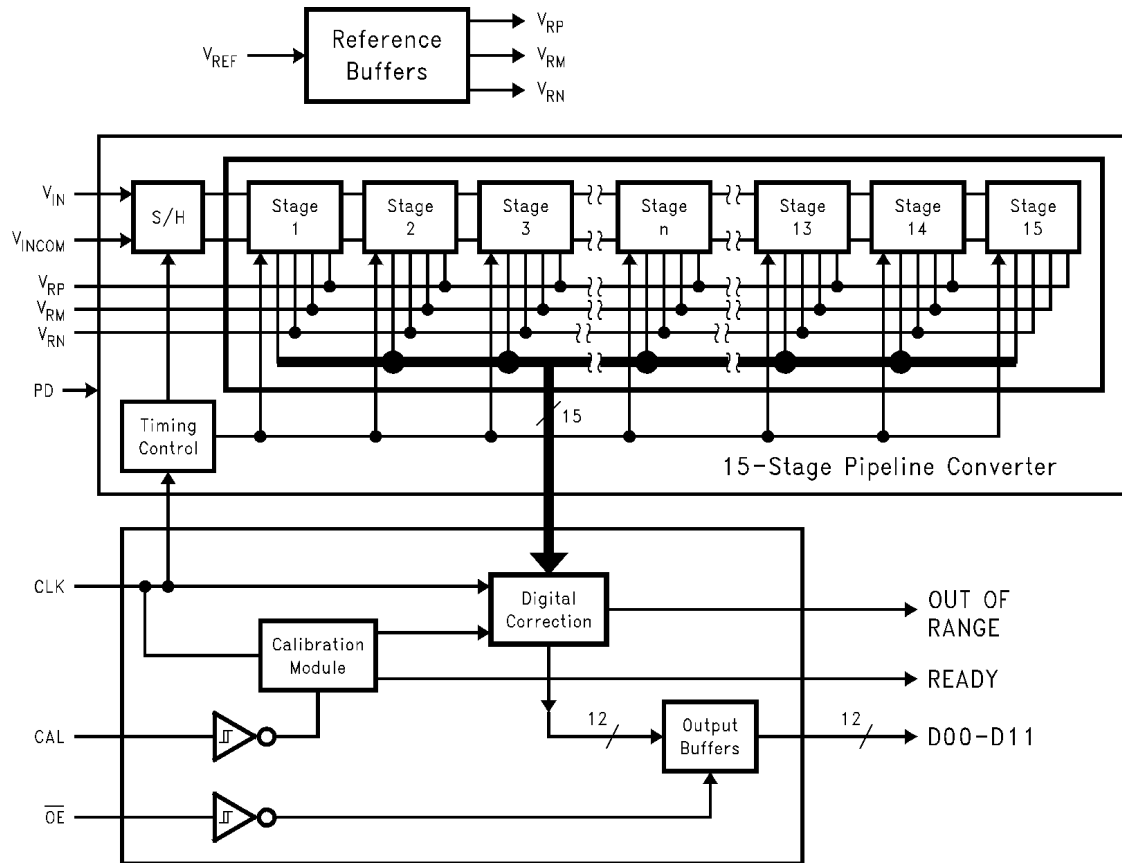 V_REF
Reference
Buffers
V_RP
V_RM
V_RN
V_IN
V_INCOM
V_RP
V_RM
V_RN
PD
S/H
Stage
1
Stage
2
Stage
3
Stage
n
Stage
13
Stage
14
Stage
15
Timing
Control
15
15-Stage Pipeline Converter
CLK
Digital
Correction
OUT OF
RANGE
Calibration
Module
READY
CAL
12
Output
Buffers
12
D00-D11
O̅E̅